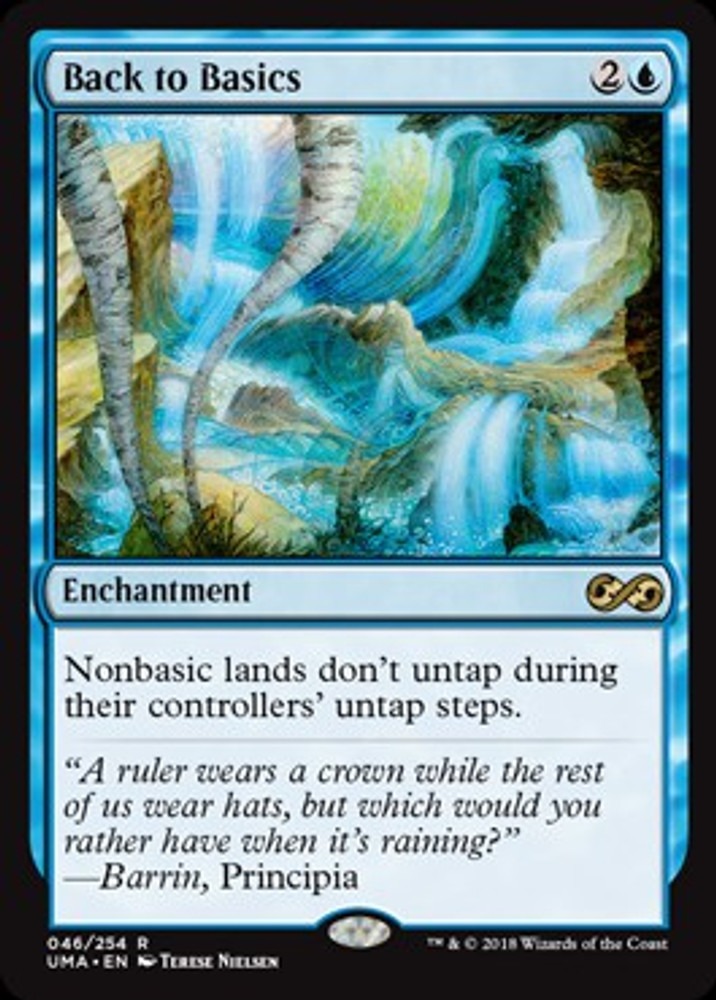 Back to Basics 2
Enchantment
Nonbasic lands don't untap during
their controllers' untap steps.
“A ruler wears a crown while the rest
of us wear hats, but which would you
rather have when it's raining?”
—Barrin, Principia
046/254 R
™ & © 2018 Wizards of the Coast
UMA • EN Terese Nielsen